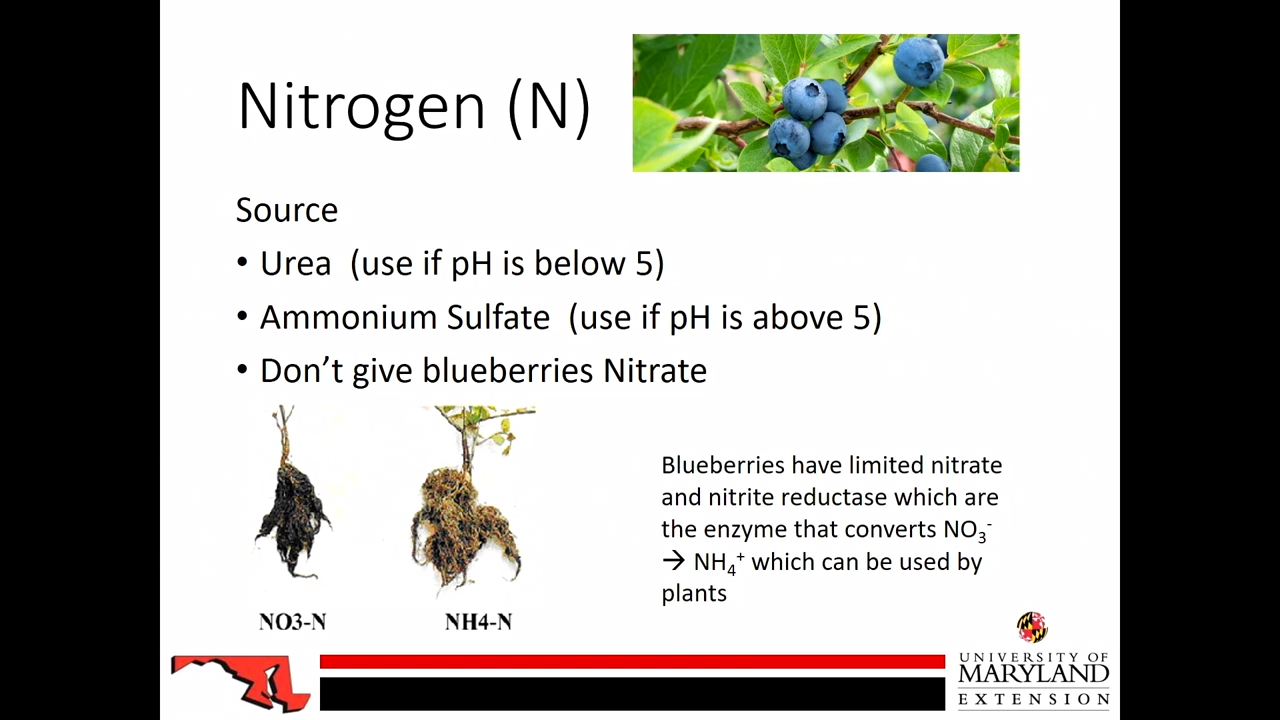 Nitrogen (N)
Source
• Urea  (use if pH is below 5)
• Ammonium Sulfate  (use if pH is above 5)
• Don’t give blueberries Nitrate
NO3-N
NH4-N
Blueberries have limited nitrate
and nitrite reductase which are
the enzyme that converts NO₃⁻
→ NH₄⁺ which can be used by
plants
UNIVERSITY OF
MARYLAND
EXTENSION